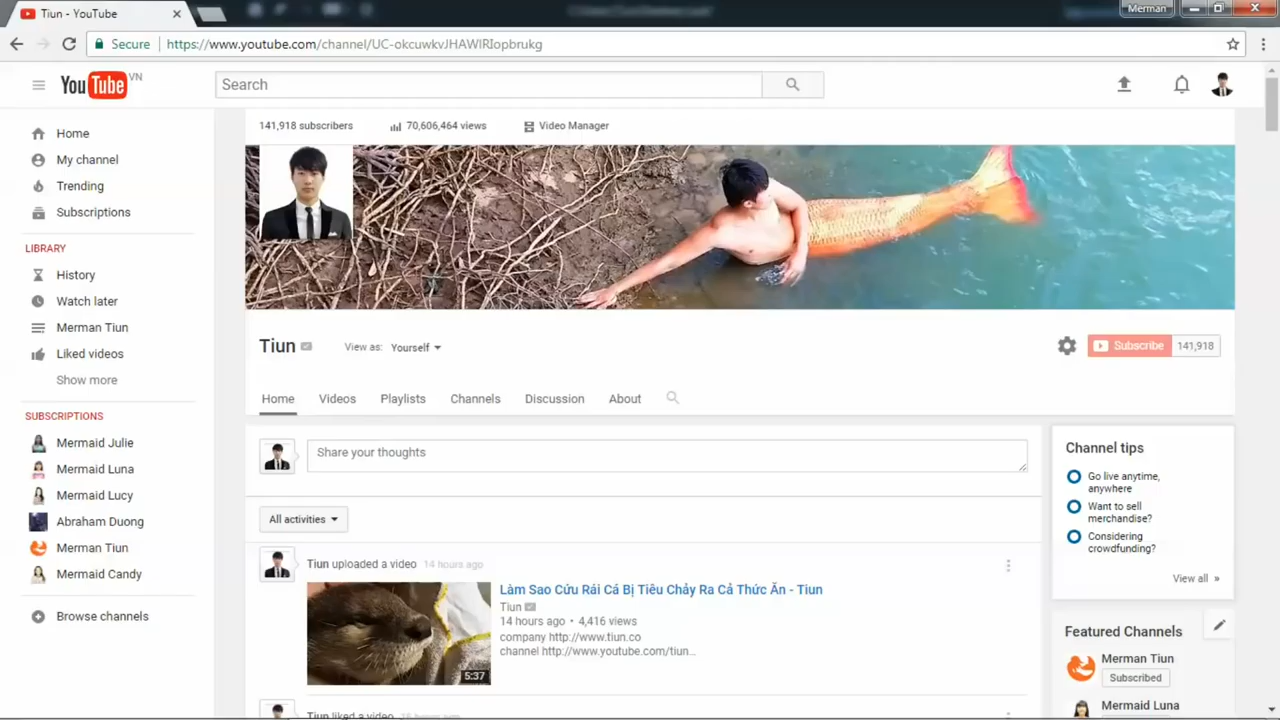 Tiun - YouTube
Merman
Secure
https://www.youtube.com/channel/UC-okcuwkvJHAWlRIopbrukg
YouTube VN
Search
Home
My channel
Trending
Subscriptions
LIBRARY
History
Watch later
Merman Tiun
Liked videos
Show more
SUBSCRIPTIONS
Mermaid Julie
Mermaid Luna
Mermaid Lucy
Abraham Duong
Merman Tiun
Mermaid Candy
Browse channels
141,918 subscribers
70,606,464 views
Video Manager
Tiun
View as: Yourself
Subscribe 141,918
Home Videos Playlists Channels Discussion About
Share your thoughts
All activities
Tiun uploaded a video 14 hours ago
5:37
Làm Sao Cứu Rái Cá Bị Tiêu Chảy Ra Cả Thức Ăn - Tiun
Tiun
14 hours ago • 4,416 views
company http://www.tiun.co
channel http://www.youtube.com/tiun...
Tiun liked a video
Channel tips
Go live anytime,
anywhere
Want to sell
merchandise?
Considering
crowdfunding?
View all »
Featured Channels
Merman Tiun
Subscribed
Mermaid Luna